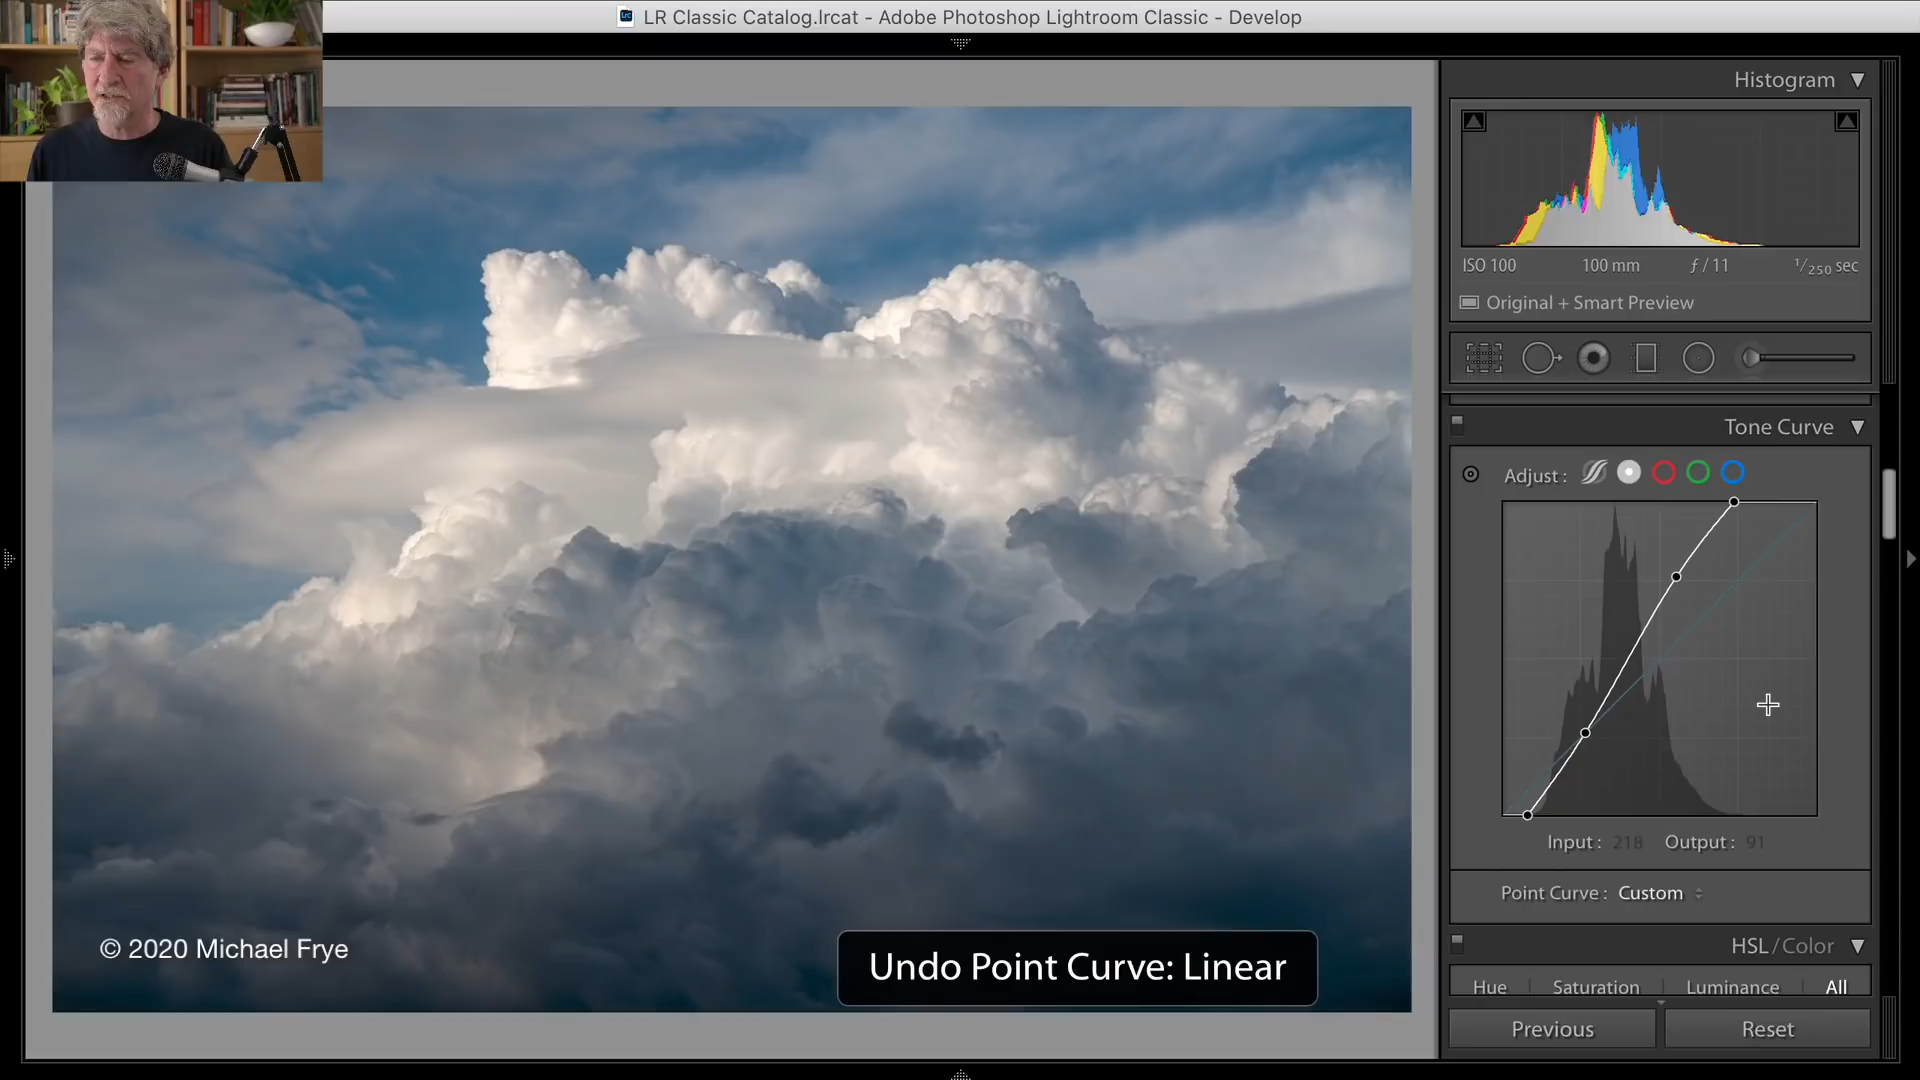 LR Classic Catalog.lrcat - Adobe Photoshop Lightroom Classic - Develop
Histogram
ISO 100 100 mm ƒ / 11 1/250 sec
Original + Smart Preview
Tone Curve
Adjust :
Input : 218 Output : 91
Point Curve : Custom
HSL / Color
Hue Saturation Luminance All
Previous Reset
© 2020 Michael Frye
Undo Point Curve: Linear